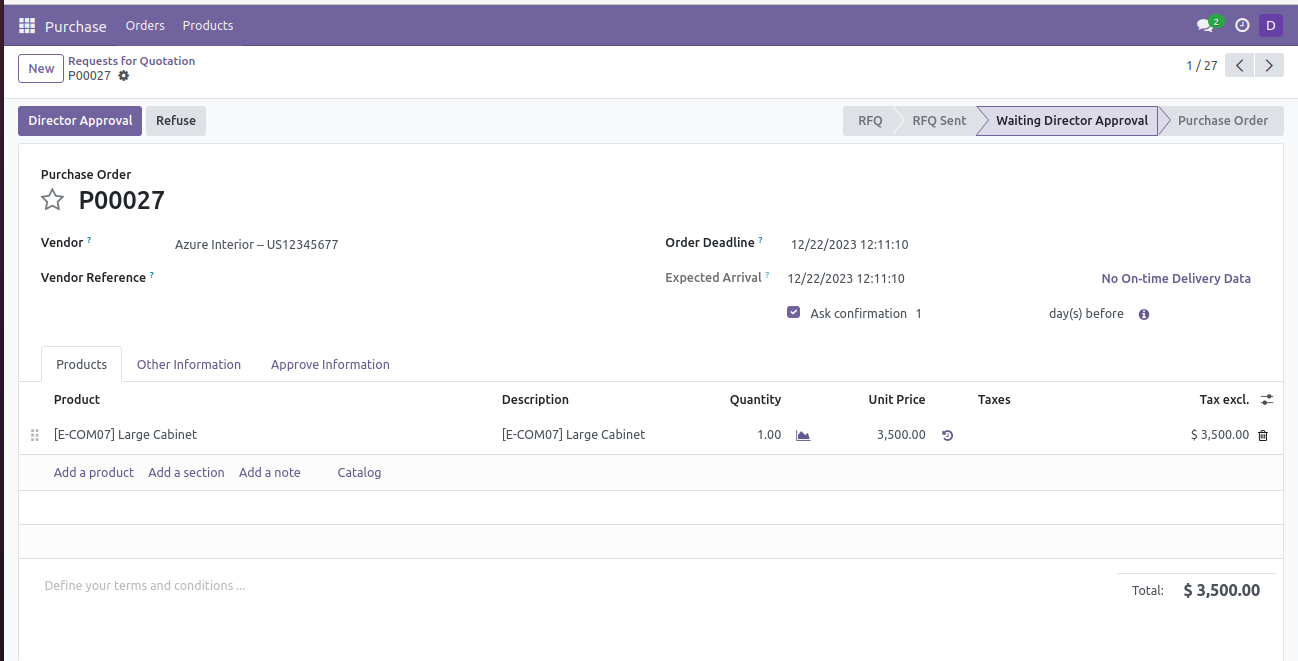 Purchase Orders Products 2 D
New Requests for Quotation 1 / 27
P00027
Director Approval Refuse RFQ RFQ Sent Waiting Director Approval Purchase Order
Purchase Order
P00027
Vendor ? Azure Interior – US12345677 Order Deadline ? 12/22/2023 12:11:10
Vendor Reference ? Expected Arrival ? 12/22/2023 12:11:10 No On-time Delivery Data
Ask confirmation 1 day(s) before
Products Other Information Approve Information
Product Description Quantity Unit Price Taxes Tax excl.
[E-COM07] Large Cabinet [E-COM07] Large Cabinet 1.00 3,500.00 $ 3,500.00
Add a product Add a section Add a note Catalog
Define your terms and conditions ... Total: $ 3,500.00